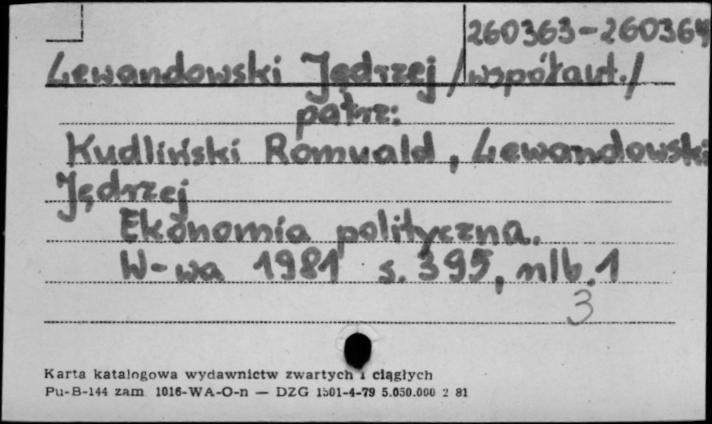 260363-260364
Lewandowski Jędrzej /współaut./
patrz:
Kudliński Romuald, Lewandowski
Jędrzej
Ekonomia polityczna.
W-wa 1981 s. 395, nlb. 1
3
Karta katalogowa wydawnictw zwartych i ciągłych
Pu-B-144 zam. 1016-WA-O-n — DZG 1501-4-79 5.050.000 2 81